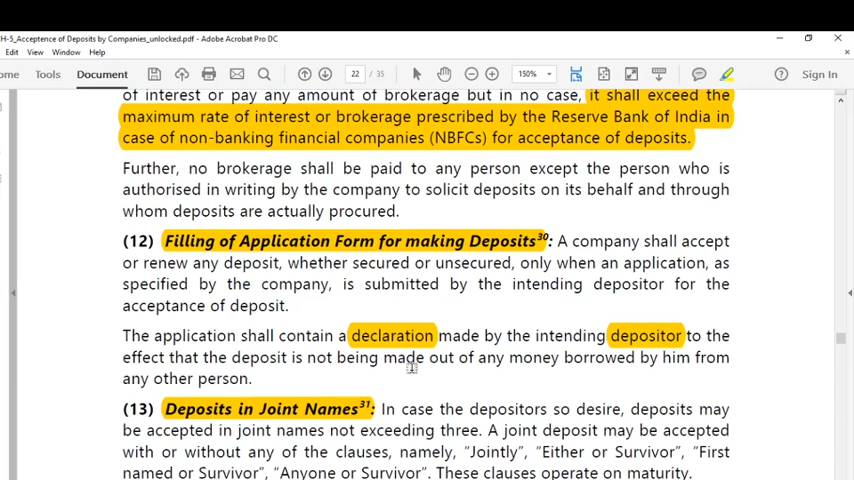 H-5_Acceptence of Deposits by Companies_unlocked.pdf - Adobe Acrobat Pro DC
Edit View Window Help
ome Tools Document 22 / 35 150% Sign In
of interest or pay any amount of brokerage but in no case, it shall exceed the
maximum rate of interest or brokerage prescribed by the Reserve Bank of India in
case of non-banking financial companies (NBFCs) for acceptance of deposits.
Further, no brokerage shall be paid to any person except the person who is
authorised in writing by the company to solicit deposits on its behalf and through
whom deposits are actually procured.
(12) Filling of Application Form for making Deposits30: A company shall accept
or renew any deposit, whether secured or unsecured, only when an application, as
specified by the company, is submitted by the intending depositor for the
acceptance of deposit.
The application shall contain a declaration made by the intending depositor to the
effect that the deposit is not being made out of any money borrowed by him from
any other person.
(13) Deposits in Joint Names31: In case the depositors so desire, deposits may
be accepted in joint names not exceeding three. A joint deposit may be accepted
with or without any of the clauses, namely, “Jointly”, “Either or Survivor”, “First
named or Survivor”, “Anyone or Survivor”. These clauses operate on maturity.